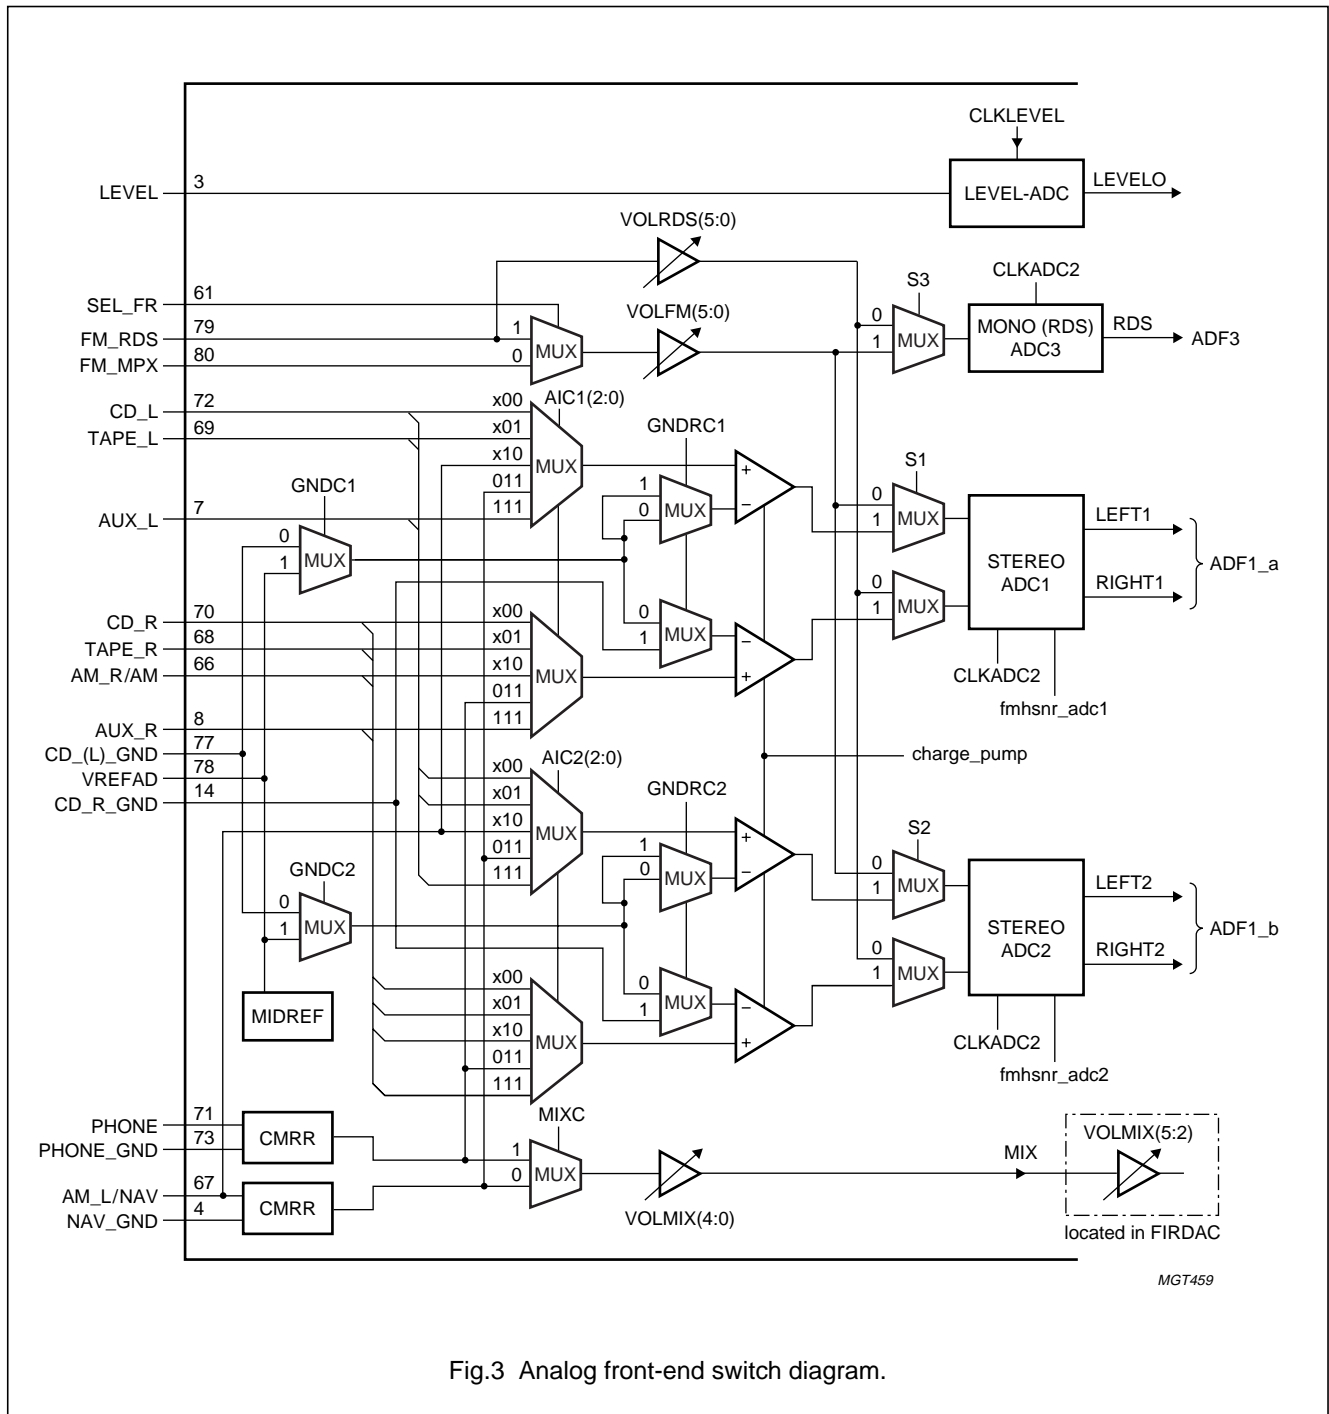 CLKLEVEL
LEVEL 3 LEVEL-ADC LEVELO
VOLRDS(5:0)
SEL_FR 61 S3 CLKADC2
FM_RDS 79 1 MUX VOLFM(5:0) 0 MUX MONO (RDS) ADC3 RDS ADF3
FM_MPX 80 0 1
CD_L 72 x00 AIC1(2:0)
TAPE_L 69 x01 GNDRC1
x10 MUX + S1
GNDC1 011 1 MUX − 0 MUX
AUX_L 7 111 0 1 STEREO ADC1 LEFT1
0 MUX
1 RIGHT1 ADF1_a
CD_R 70 x00 0 MUX − 0 MUX
TAPE_R 68 x01 1 + 1
AM_R/AM 66 x10 MUX CLKADC2
011 fmhsnr_adc1
AUX_R 8 111
CD_(L)_GND 77 charge_pump
VREFAD 78 x00 AIC2(2:0)
CD_R_GND 14 x01 GNDRC2
x10 MUX + S2
011 1 MUX − 0 MUX
GNDC2 111 0 1 LEFT2
0 MUX STEREO ADC2 ADF1_b
1 0 MUX RIGHT2
x00 0 MUX − 1
MIDREF x01 1 +
x10 MUX CLKADC2
011 fmhsnr_adc2
111
PHONE 71 CMRR MIXC VOLMIX(5:2)
PHONE_GND 73 1 MUX MIX
AM_L/NAV 67 CMRR 0
NAV_GND 4 VOLMIX(4:0) located in FIRDAC
MGT459
Fig.3 Analog front-end switch diagram.